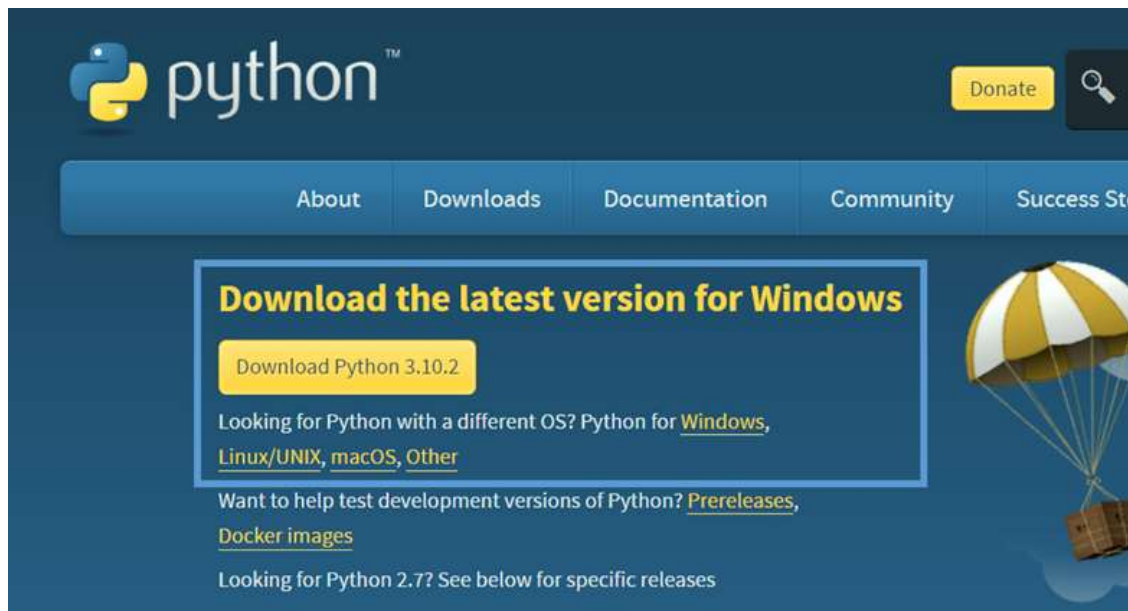 python™
Donate
About Downloads Documentation Community Success St
Download the latest version for Windows
Download Python 3.10.2
Looking for Python with a different OS? Python for Windows,
Linux/UNIX, macOS, Other
Want to help test development versions of Python? Prereleases,
Docker images
Looking for Python 2.7? See below for specific releases